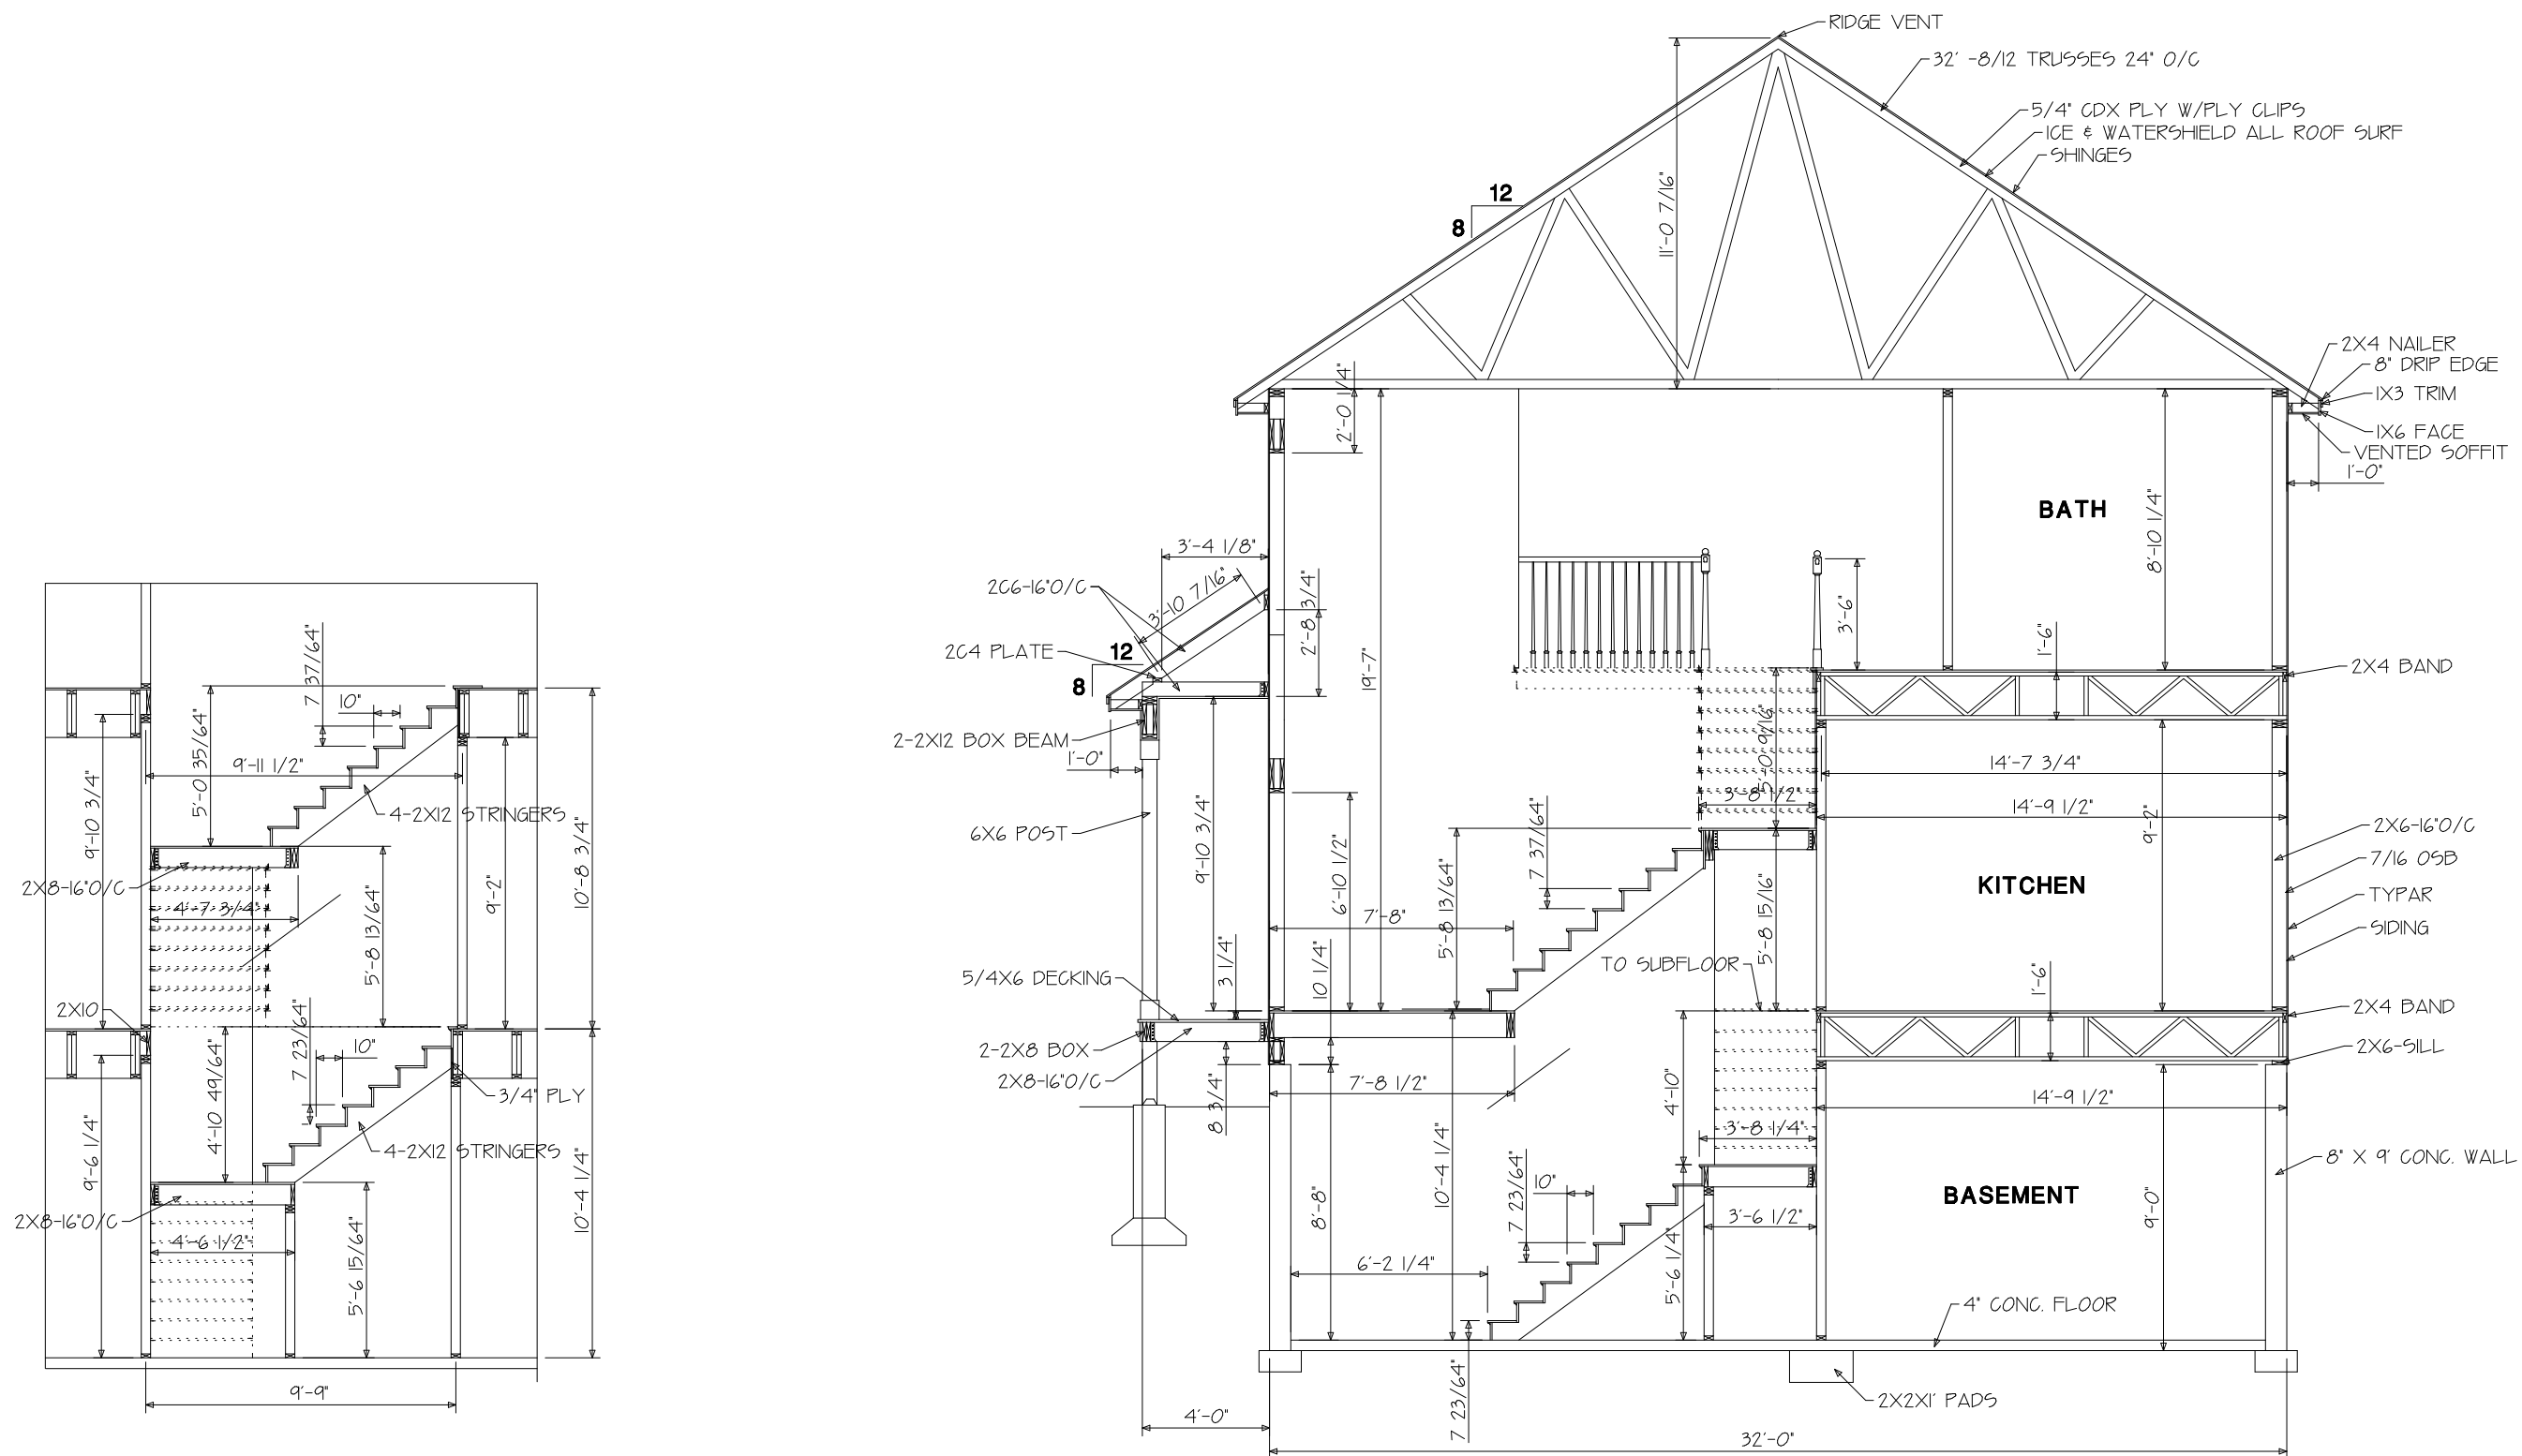 7 37/64"
10"
5'-0 35/64"
9'-11 1/2"
9'-10 3/4"
4-2X12 STRINGERS
2X8-16"O/C
4'-7 3/4"
9'-2"
10'-8 3/4"
5'-8 13/64"
2X10
7 23/64"
10"
4'-10 49/64"
3/4" PLY
9'-6 1/4"
4-2X12 STRINGERS
2X8-16"O/C
4'-6 1/2"
5'-6 15/64"
10'-4 1/4"
9'-9"
RIDGE VENT
32' -8/12 TRUSSES 24" O/C
5/4" CDX PLY W/PLY CLIPS
ICE & WATERSHIELD ALL ROOF SURF
SHINGES
12
8
11'-0 7/16"
2X4 NAILER
8" DRIP EDGE
1X3 TRIM
1X6 FACE
VENTED SOFFIT
1'-0"
2'-0 1/4"
19'-7"
BATH
8'-10 1/4"
3'-4 1/8"
2C6-16"O/C
3'-10 7/16"
2'-8 3/4"
2C4 PLATE
12
8
3'-6"
1'-6"
2X4 BAND
2-2X12 BOX BEAM
1'-0"
5'-0 9/16"
3'-8 1/2"
14'-7 3/4"
14'-9 1/2"
9'-2"
6X6 POST
9'-10 3/4"
6'-10 1/2"
7 37/64"
5'-8 13/64"
7'-8"
5'-8 15/16"
KITCHEN
2X6-16"O/C
7/16 OSB
TYPAR
SIDING
TO SUBFLOOR
5/4X6 DECKING
3 1/4"
10 1/4"
1'-6"
2X4 BAND
2-2X8 BOX
2X8-16"O/C
2X6-SILL
8 3/4"
7'-8 1/2"
4'-10"
14'-9 1/2"
3'-8 1/4"
8" X 9' CONC. WALL
8'-8"
10'-4 1/4"
7 23/64"
10"
BASEMENT
3'-6 1/2"
9'-0"
5'-6 1/4"
6'-2 1/4"
4" CONC. FLOOR
7 23/64"
2X2X1' PADS
4'-0"
32'-0"